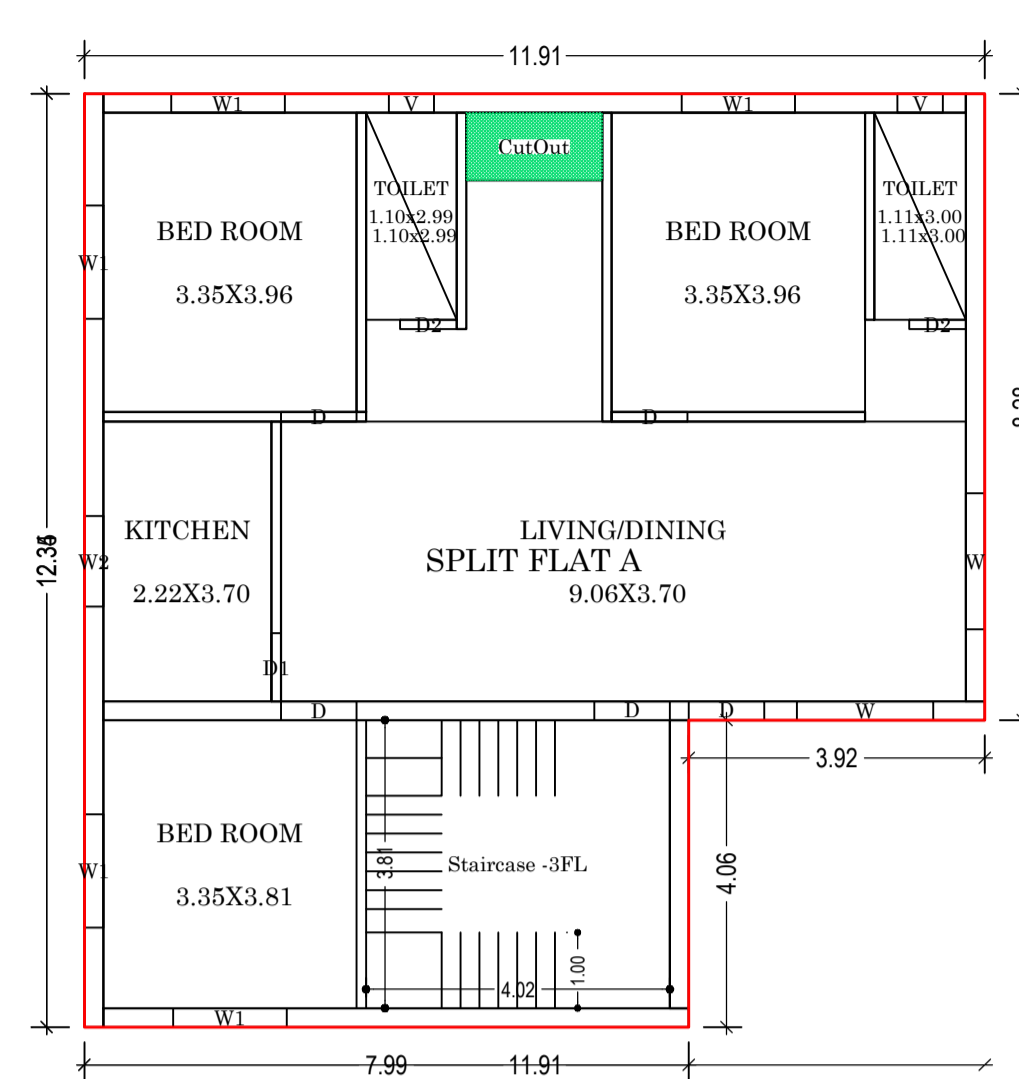 11.91
W1
V
W1
V
CutOut
TOILET
1.10x2.99
1.10x2.99
TOILET
1.11x3.00
1.11x3.00
BED ROOM
3.35X3.96
BED ROOM
3.35X3.96
W1
D2
D2
D
D
KITCHEN
2.22X3.70
LIVING/DINING
SPLIT FLAT A
9.06X3.70
W2
W
D1
D
D
D
W
3.92
BED ROOM
3.35X3.81
W1
3.81
Staircase -3FL
4.06
1.00
4.02
W1
7.99
11.91